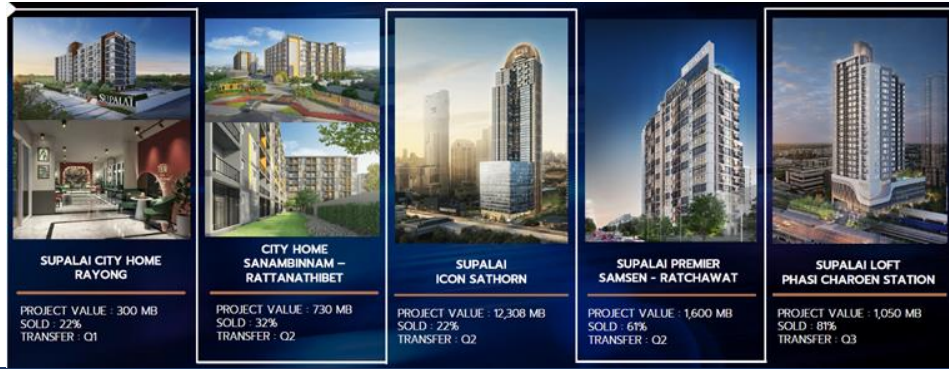 SUPALAI
SUPALAI CITY HOME
RAYONG
PROJECT VALUE : 300 MB
SOLD : 22%
TRANSFER : Q1
CITY HOME
SANAMBINNAM –
RATTANATHIBET
PROJECT VALUE : 730 MB
SOLD : 32%
TRANSFER : Q2
SUPALAI
ICON SATHORN
PROJECT VALUE : 12,308 MB
SOLD : 22%
TRANSFER : Q2
SUPALAI PREMIER
SAMSEN - RATCHAWAT
PROJECT VALUE : 1,600 MB
SOLD : 61%
TRANSFER : Q2
SUPALAI LOFT
PHASI CHAROEN STATION
PROJECT VALUE : 1,050 MB
SOLD : 81%
TRANSFER : Q3